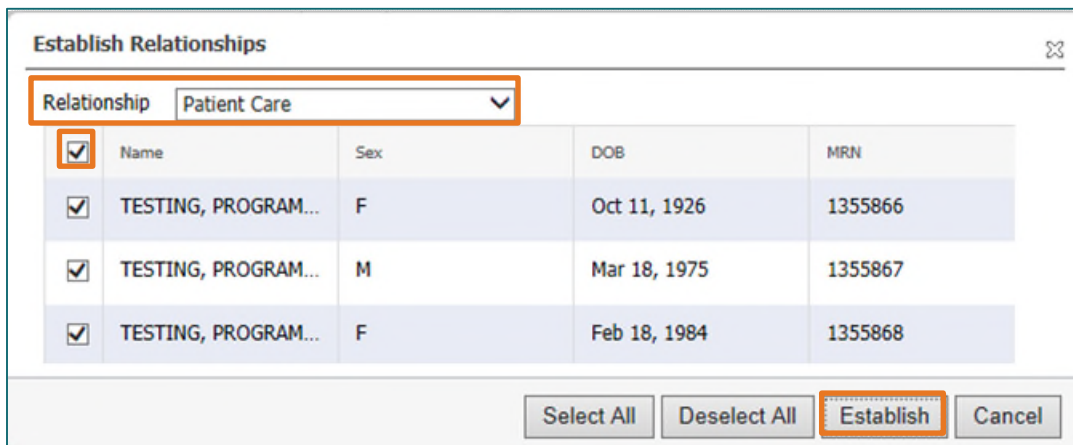 Establish Relationships
Relationship Patient Care
Name Sex DOB MRN
TESTING, PROGRAM... F Oct 11, 1926 1355866
TESTING, PROGRAM... M Mar 18, 1975 1355867
TESTING, PROGRAM... F Feb 18, 1984 1355868
Select All Deselect All Establish Cancel